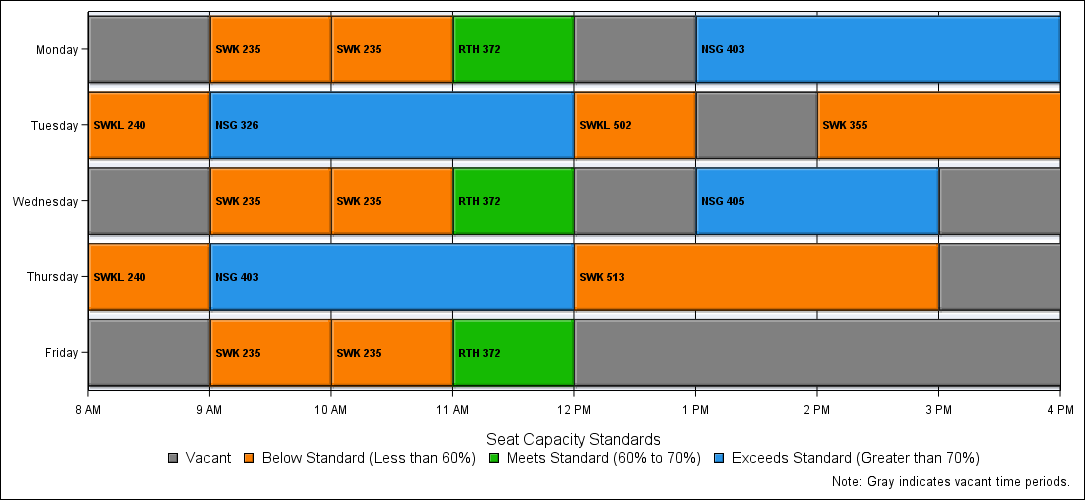 Monday SWK 235 SWK 235 RTH 372 NSG 403
Tuesday SWKL 240 NSG 326 SWKL 502 SWK 355
Wednesday SWK 235 SWK 235 RTH 372 NSG 405
Thursday SWKL 240 NSG 403 SWK 513
Friday SWK 235 SWK 235 RTH 372
8 AM 9 AM 10 AM 11 AM 12 PM 1 PM 2 PM 3 PM 4 PM
Seat Capacity Standards
Vacant Below Standard (Less than 60%) Meets Standard (60% to 70%) Exceeds Standard (Greater than 70%)
Note: Gray indicates vacant time periods.